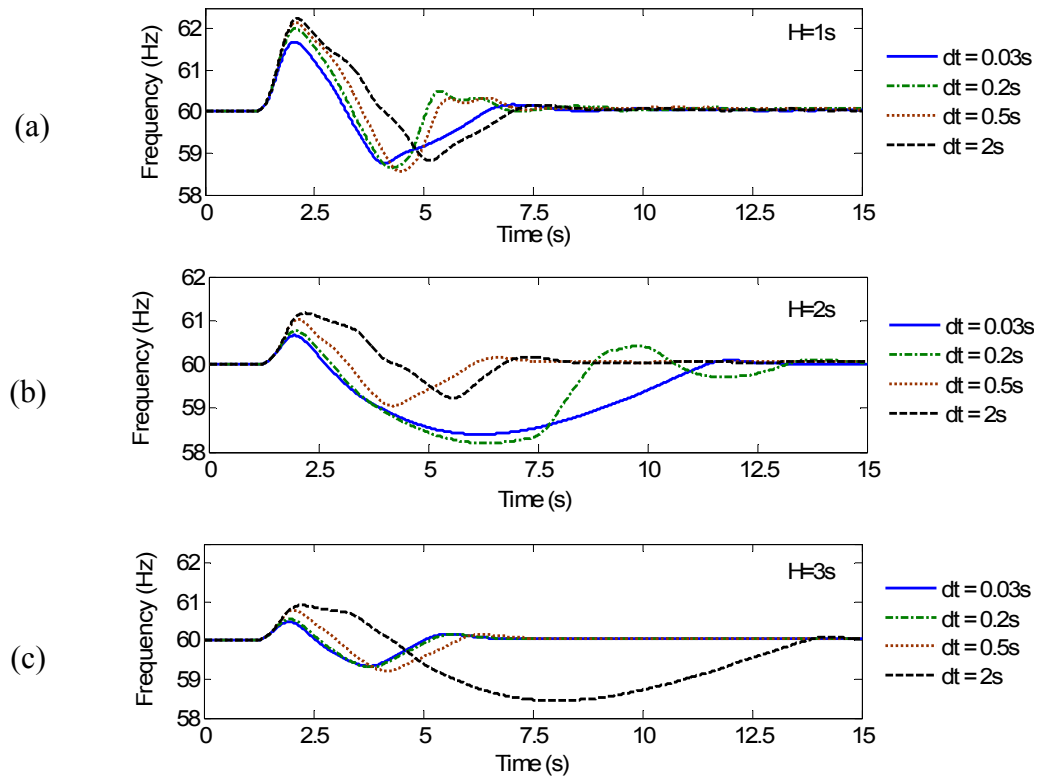 (a)
Frequency (Hz)
62
61
60
59
58
0
2.5
5
7.5
10
12.5
15
Time (s)
H=1s
dt = 0.03s
dt = 0.2s
dt = 0.5s
dt = 2s
(b)
Frequency (Hz)
62
61
60
59
58
0
2.5
5
7.5
10
12.5
15
Time (s)
H=2s
dt = 0.03s
dt = 0.2s
dt = 0.5s
dt = 2s
(c)
Frequency (Hz)
62
61
60
59
58
0
2.5
5
7.5
10
12.5
15
Time (s)
H=3s
dt = 0.03s
dt = 0.2s
dt = 0.5s
dt = 2s